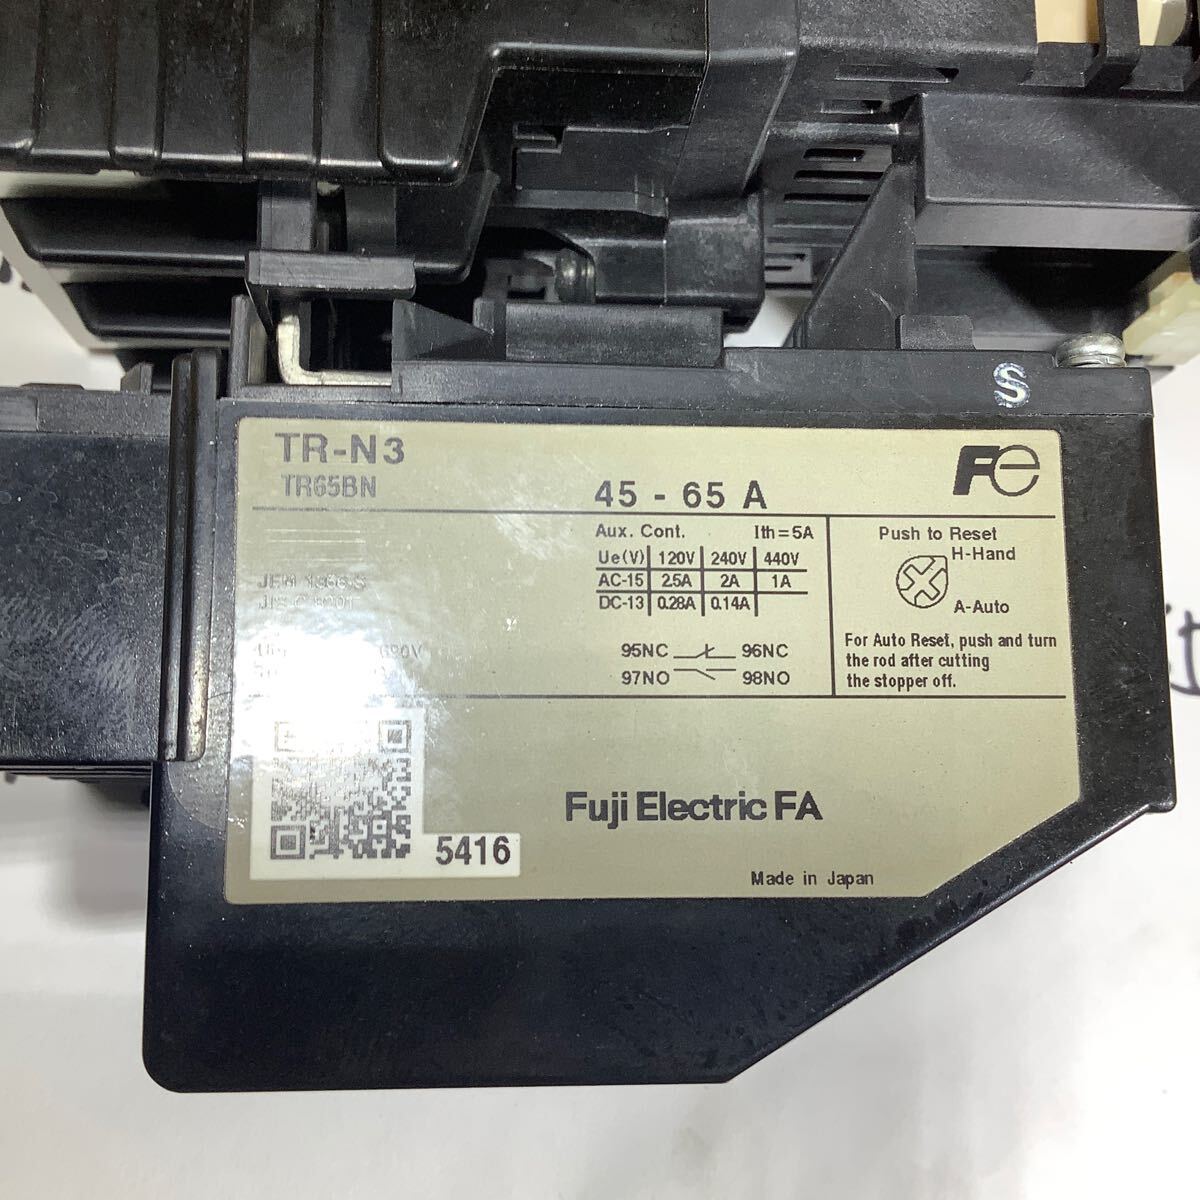 S
TR-N3
TR65BN
45 - 65 A
Fe
Aux. Cont. Ith=5A
Ue(V) 120V 240V 440V
AC-15 2.5A 2A 1A
DC-13 0.28A 0.14A
95NC 96NC
97NO 98NO
Push to Reset
H-Hand
A-Auto
For Auto Reset, push and turn
the rod after cutting
the stopper off.
690V
5416
Fuji Electric FA
Made in Japan